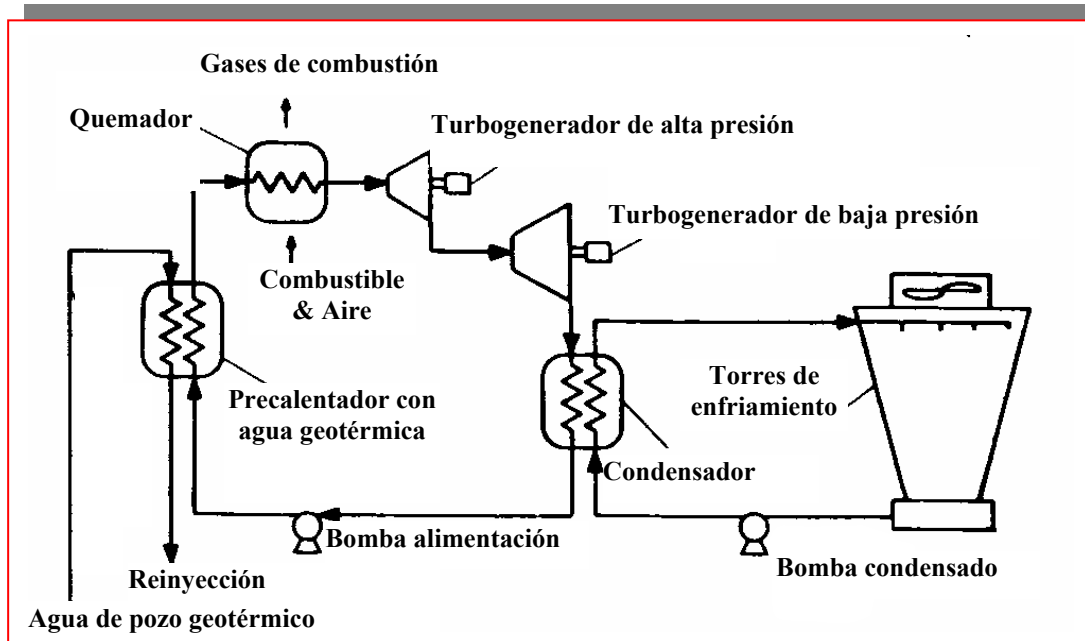 Gases de combustión
Quemador
Turbogenerador de alta presión
Turbogenerador de baja presión
Combustible
& Aire
Precalentador con
agua geotérmica
Torres de
enfriamiento
Condensador
Bomba alimentación
Bomba condensado
Reinyección
Agua de pozo geotérmico